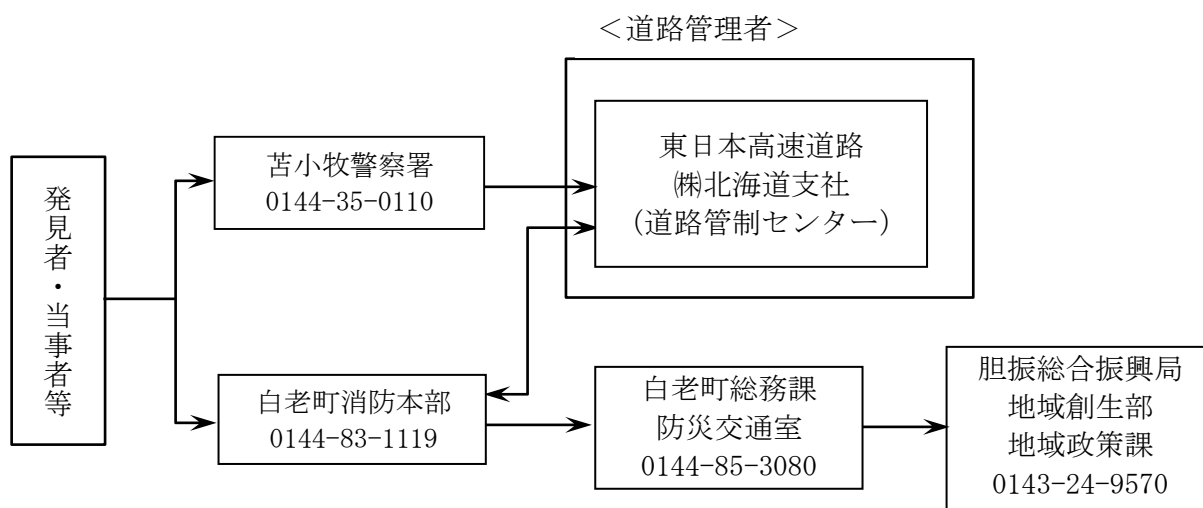 ＜道路管理者＞
発見者・当事者等
苫小牧警察署
0144-35-0110
東日本高速道路
㈱北海道支社
（道路管制センター）
白老町消防本部
0144-83-1119
白老町総務課
防災交通室
0144-85-3080
胆振総合振興局
地域創生部
地域政策課
0143-24-9570